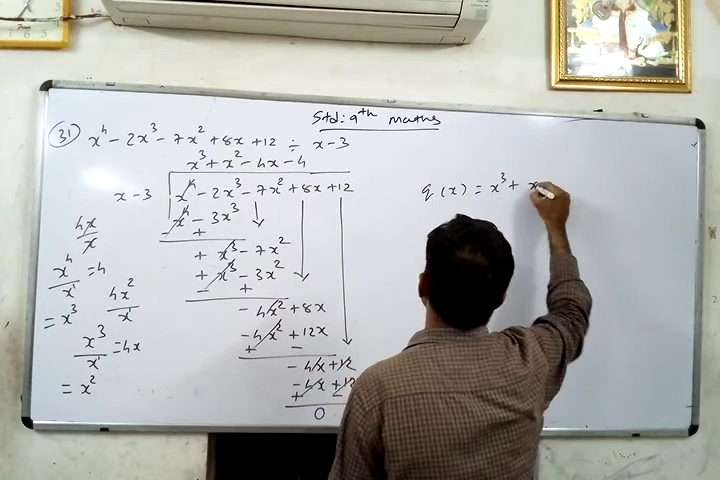 Std: 9th maths
31 x⁴ - 2x³ - 7x² + 8x + 12 ÷ x - 3
x³ + x² - 4x - 4
x - 3 x⁴ - 2x³ - 7x² + 8x + 12
x⁴ - 3x³
- +
+ x³ - 7x²
+ x³ - 3x²
- +
- 4x² + 8x
- 4x² + 12x
+ -
- 4x + 12
- 4x + 12
+ -
0
4x/x
x⁴/x = 4
4x²/x
= x³
x³/x = 4x
= x²
q(x) = x³ + x